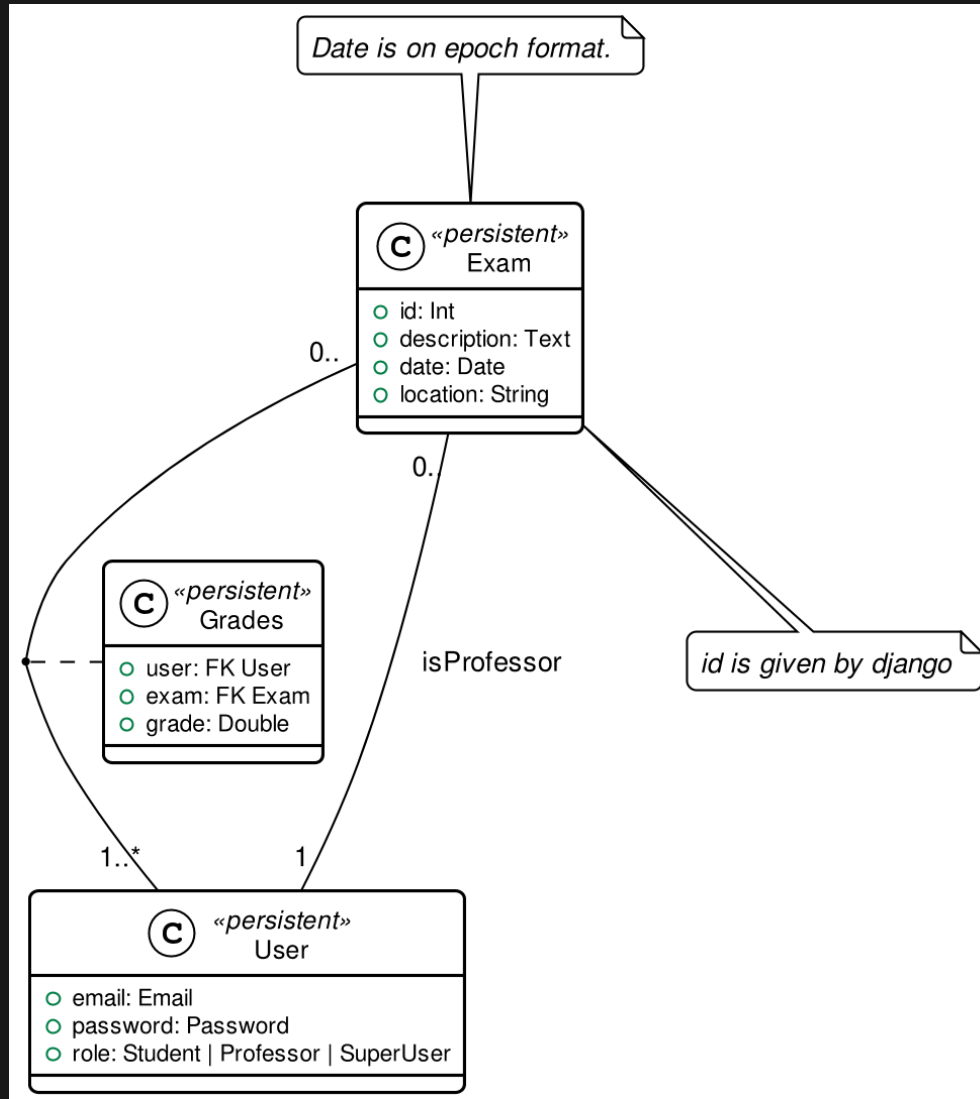 Date is on epoch format.
C
«persistent»
Exam
id: Int
description: Text
date: Date
location: String
0..
0..
C
«persistent»
Grades
user: FK User
exam: FK Exam
grade: Double
isProfessor
id is given by django
1..*
1
C
«persistent»
User
email: Email
password: Password
role: Student | Professor | SuperUser